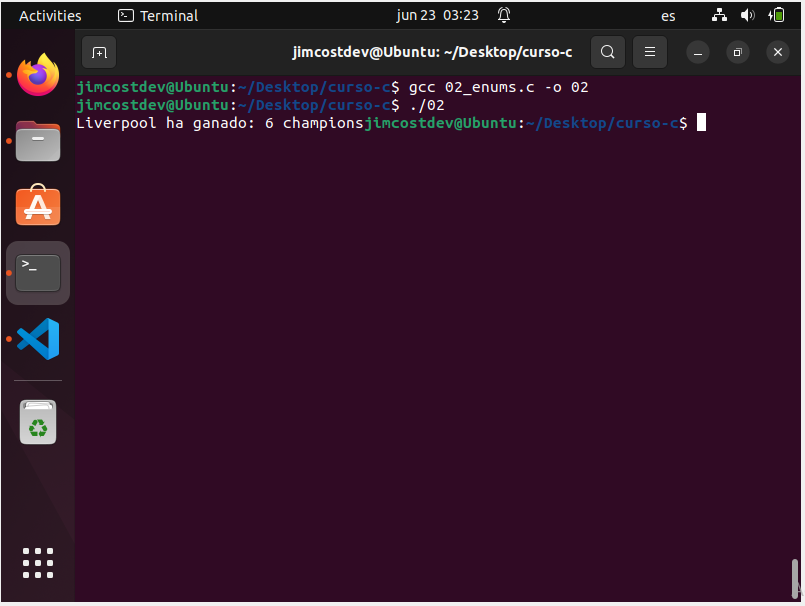 Activities Terminal jun 23 03:23 es
jimcostdev@Ubuntu: ~/Desktop/curso-c
jimcostdev@Ubuntu:~/Desktop/curso-c$ gcc 02_enums.c -o 02
jimcostdev@Ubuntu:~/Desktop/curso-c$ ./02
Liverpool ha ganado: 6 championsjimcostdev@Ubuntu:~/Desktop/curso-c$